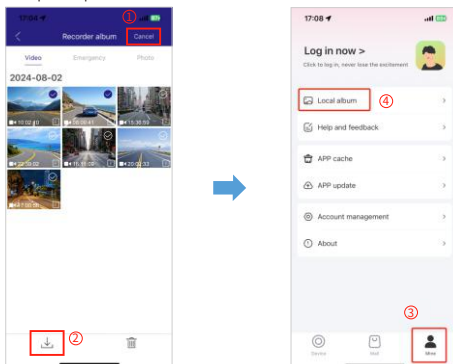 17:04
①
Recorder album
Cancel
Video
Emergency
Photo
2024-08-02
②
17:08
Log in now >
Click to log in, never lose the excitement
Local album
④
Help and feedback
APP cache
APP update
Account management
About
③
Device
Mall
Mine